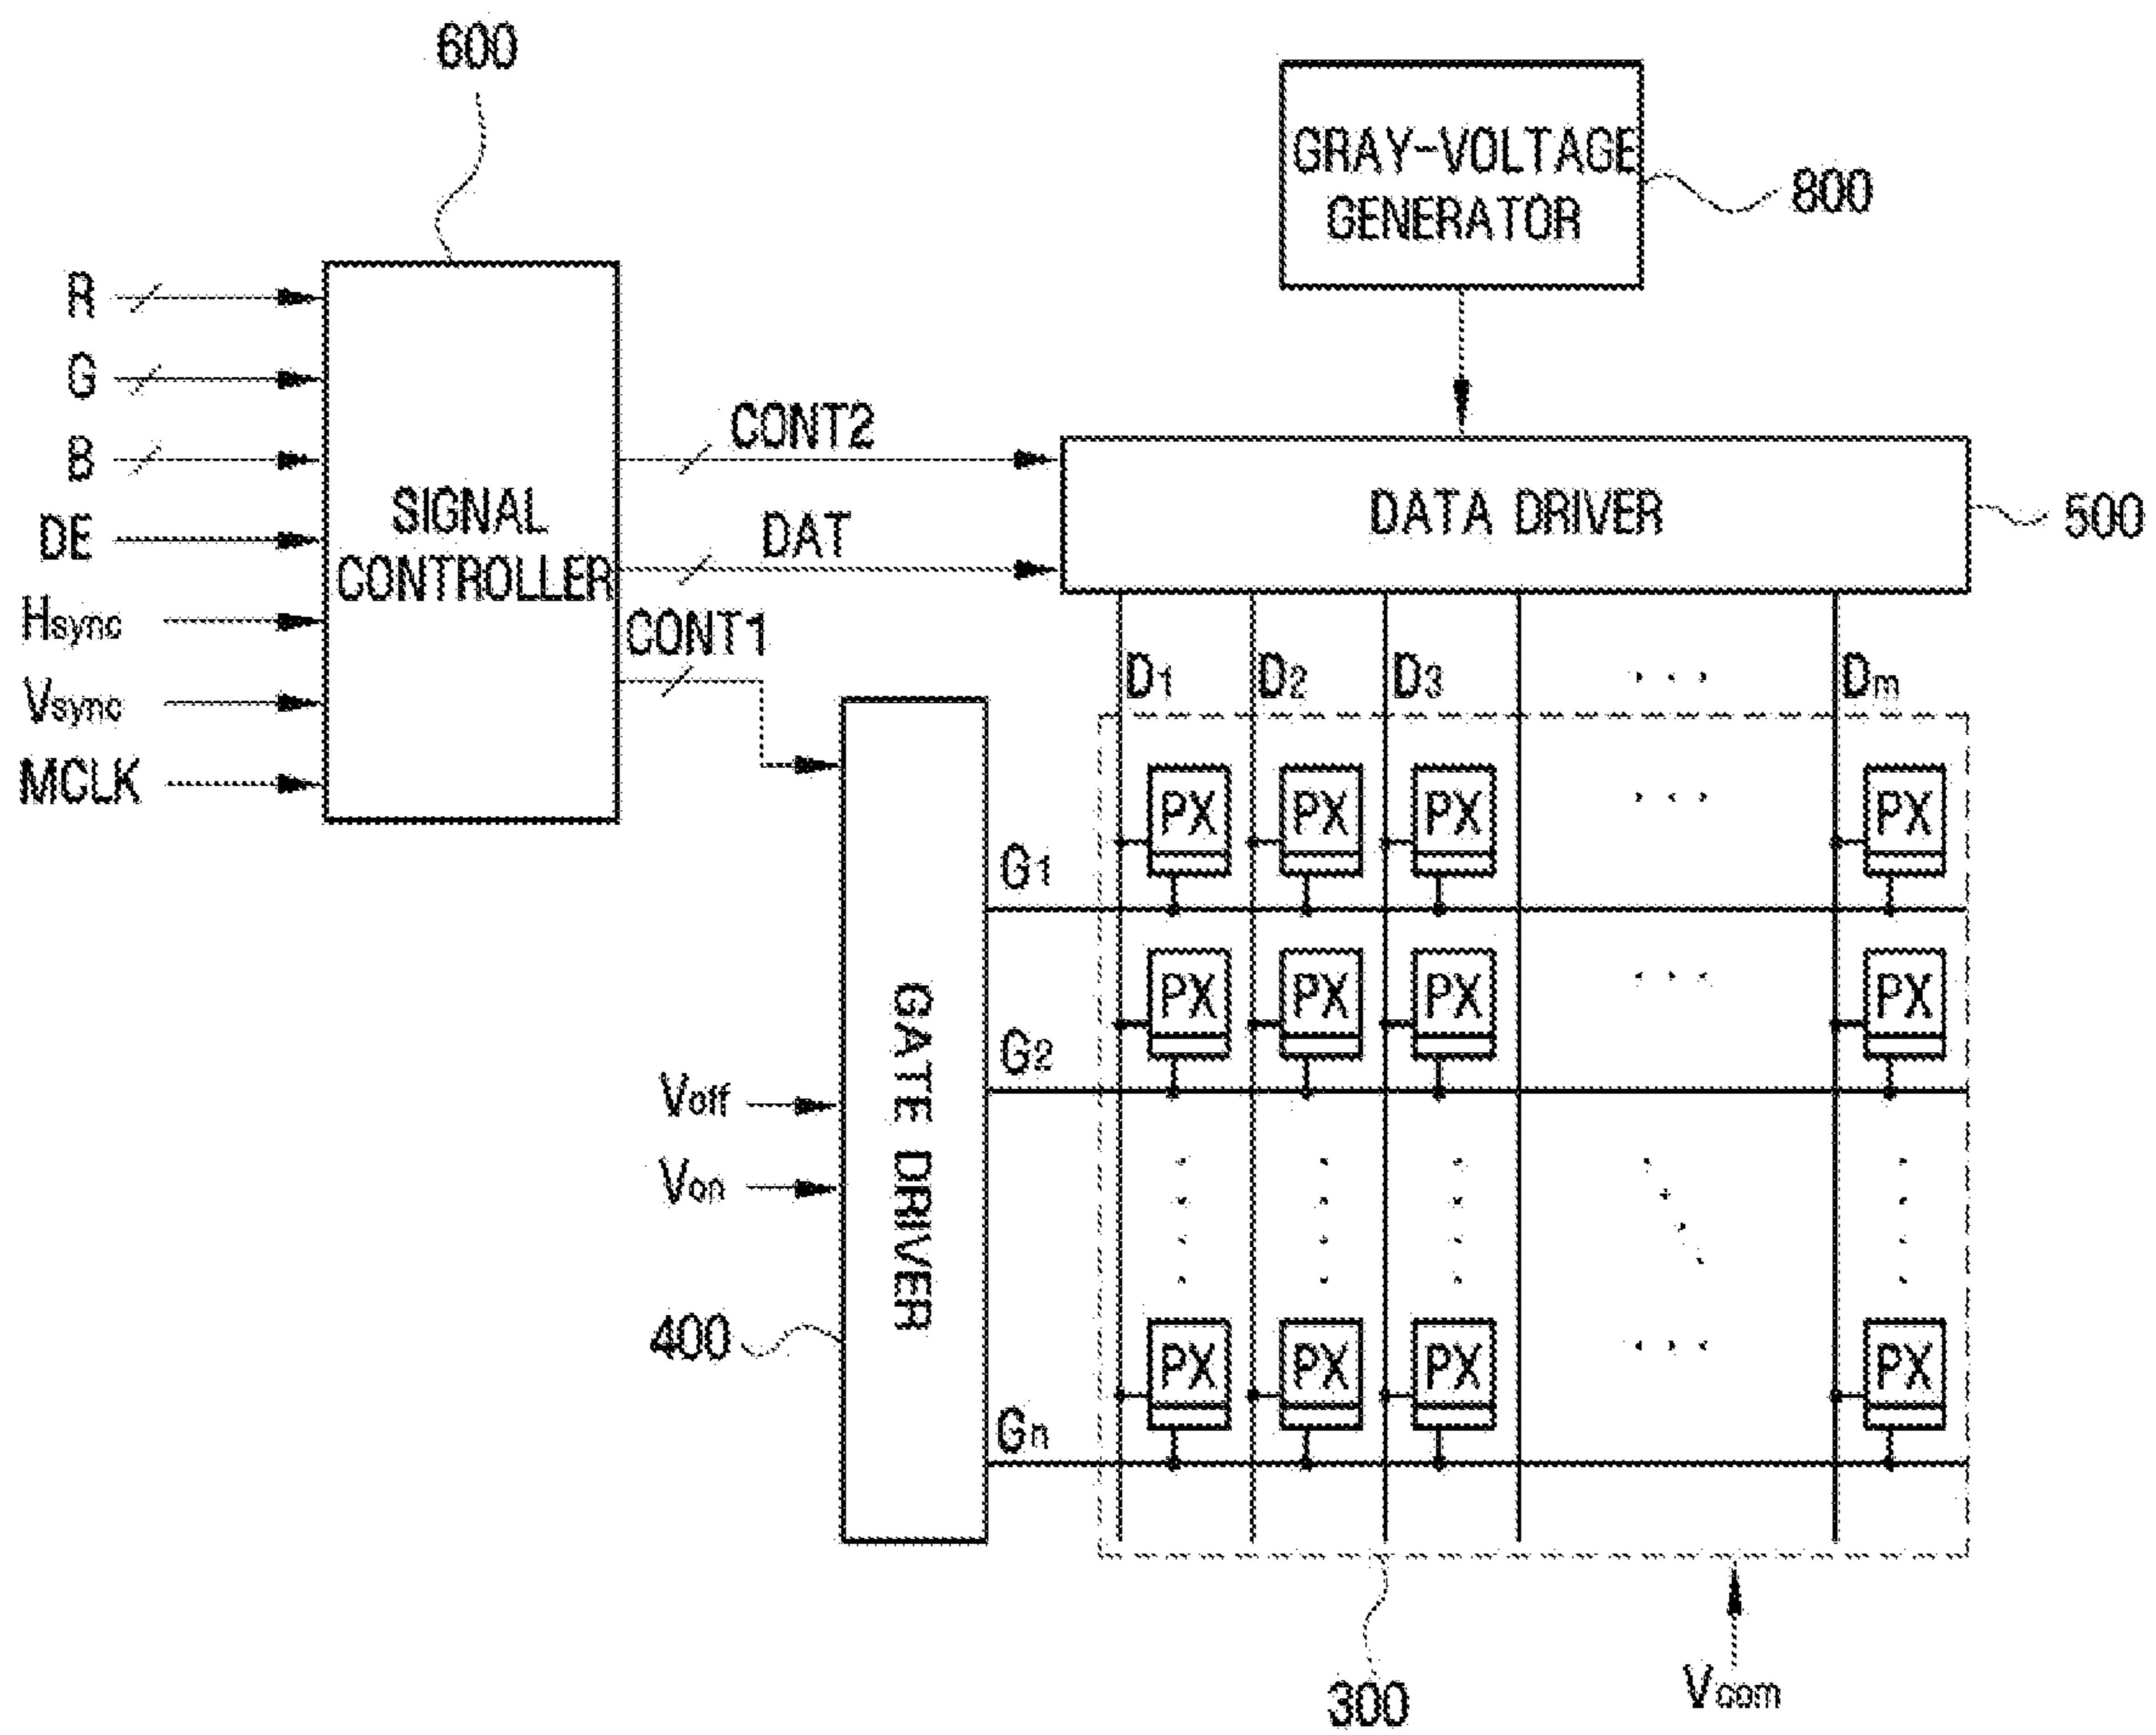 600
GRAY-VOLTAGE
GENERATOR
800
R
G
B
DE
Hsync
Vsync
MCLK
SIGNAL
CONTROLLER
CONT2
DAT
CONT1
DATA DRIVER
500
D1 D2 D3 Dm
PX PX PX PX
G1
PX PX PX PX
G2
Voff
Von
GATE DRIVER
400
PX PX PX PX
Gn
300
Vcom